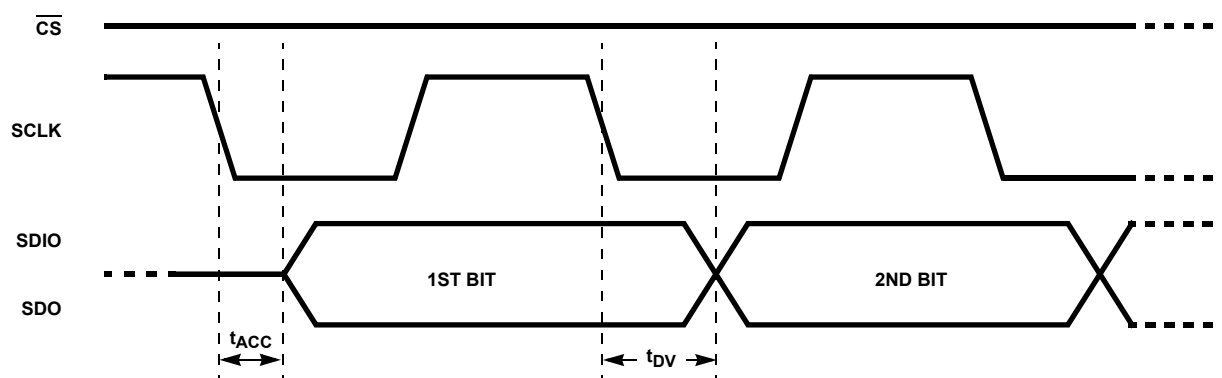 CS
SCLK
SDIO
1ST BIT
2ND BIT
SDO
tACC
tDV